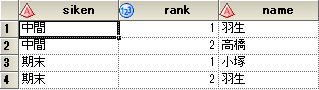 siken rank name
1 中間 1 羽生
2 中間 2 高橋
3 期末 1 小塚
4 期末 2 羽生